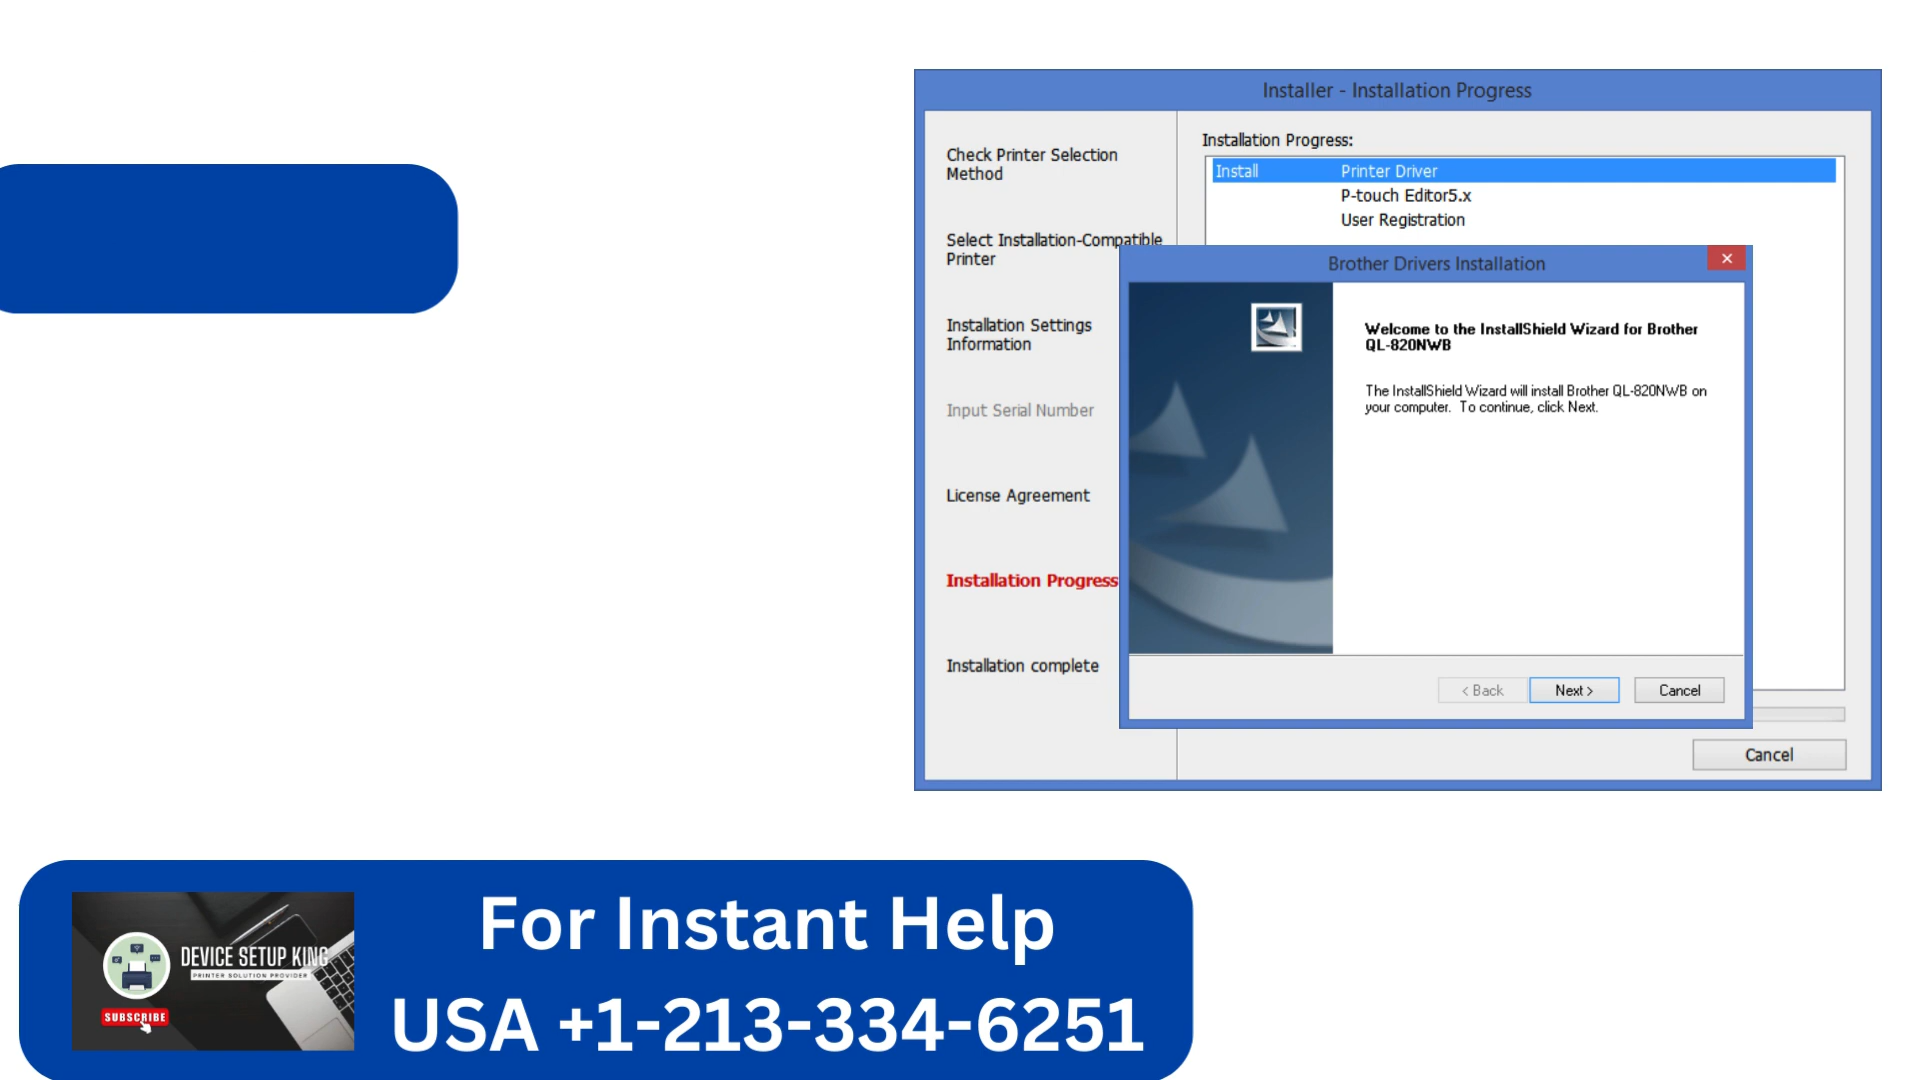 Installer - Installation Progress
Check Printer Selection
Method
Select Installation-Compatible
Printer
Installation Settings
Information
Input Serial Number
License Agreement
Installation Progress
Installation complete
Installation Progress:
Install Printer Driver
P-touch Editor5.x
User Registration
Brother Drivers Installation
Welcome to the InstallShield Wizard for Brother
QL-820NWB
The InstallShield Wizard will install Brother QL-820NWB on
your computer. To continue, click Next.
< Back Next > Cancel
Cancel
DEVICE SETUP KING
PRINTER SOLUTION PROVIDER
SUBSCRIBE
For Instant Help
USA +1-213-334-6251